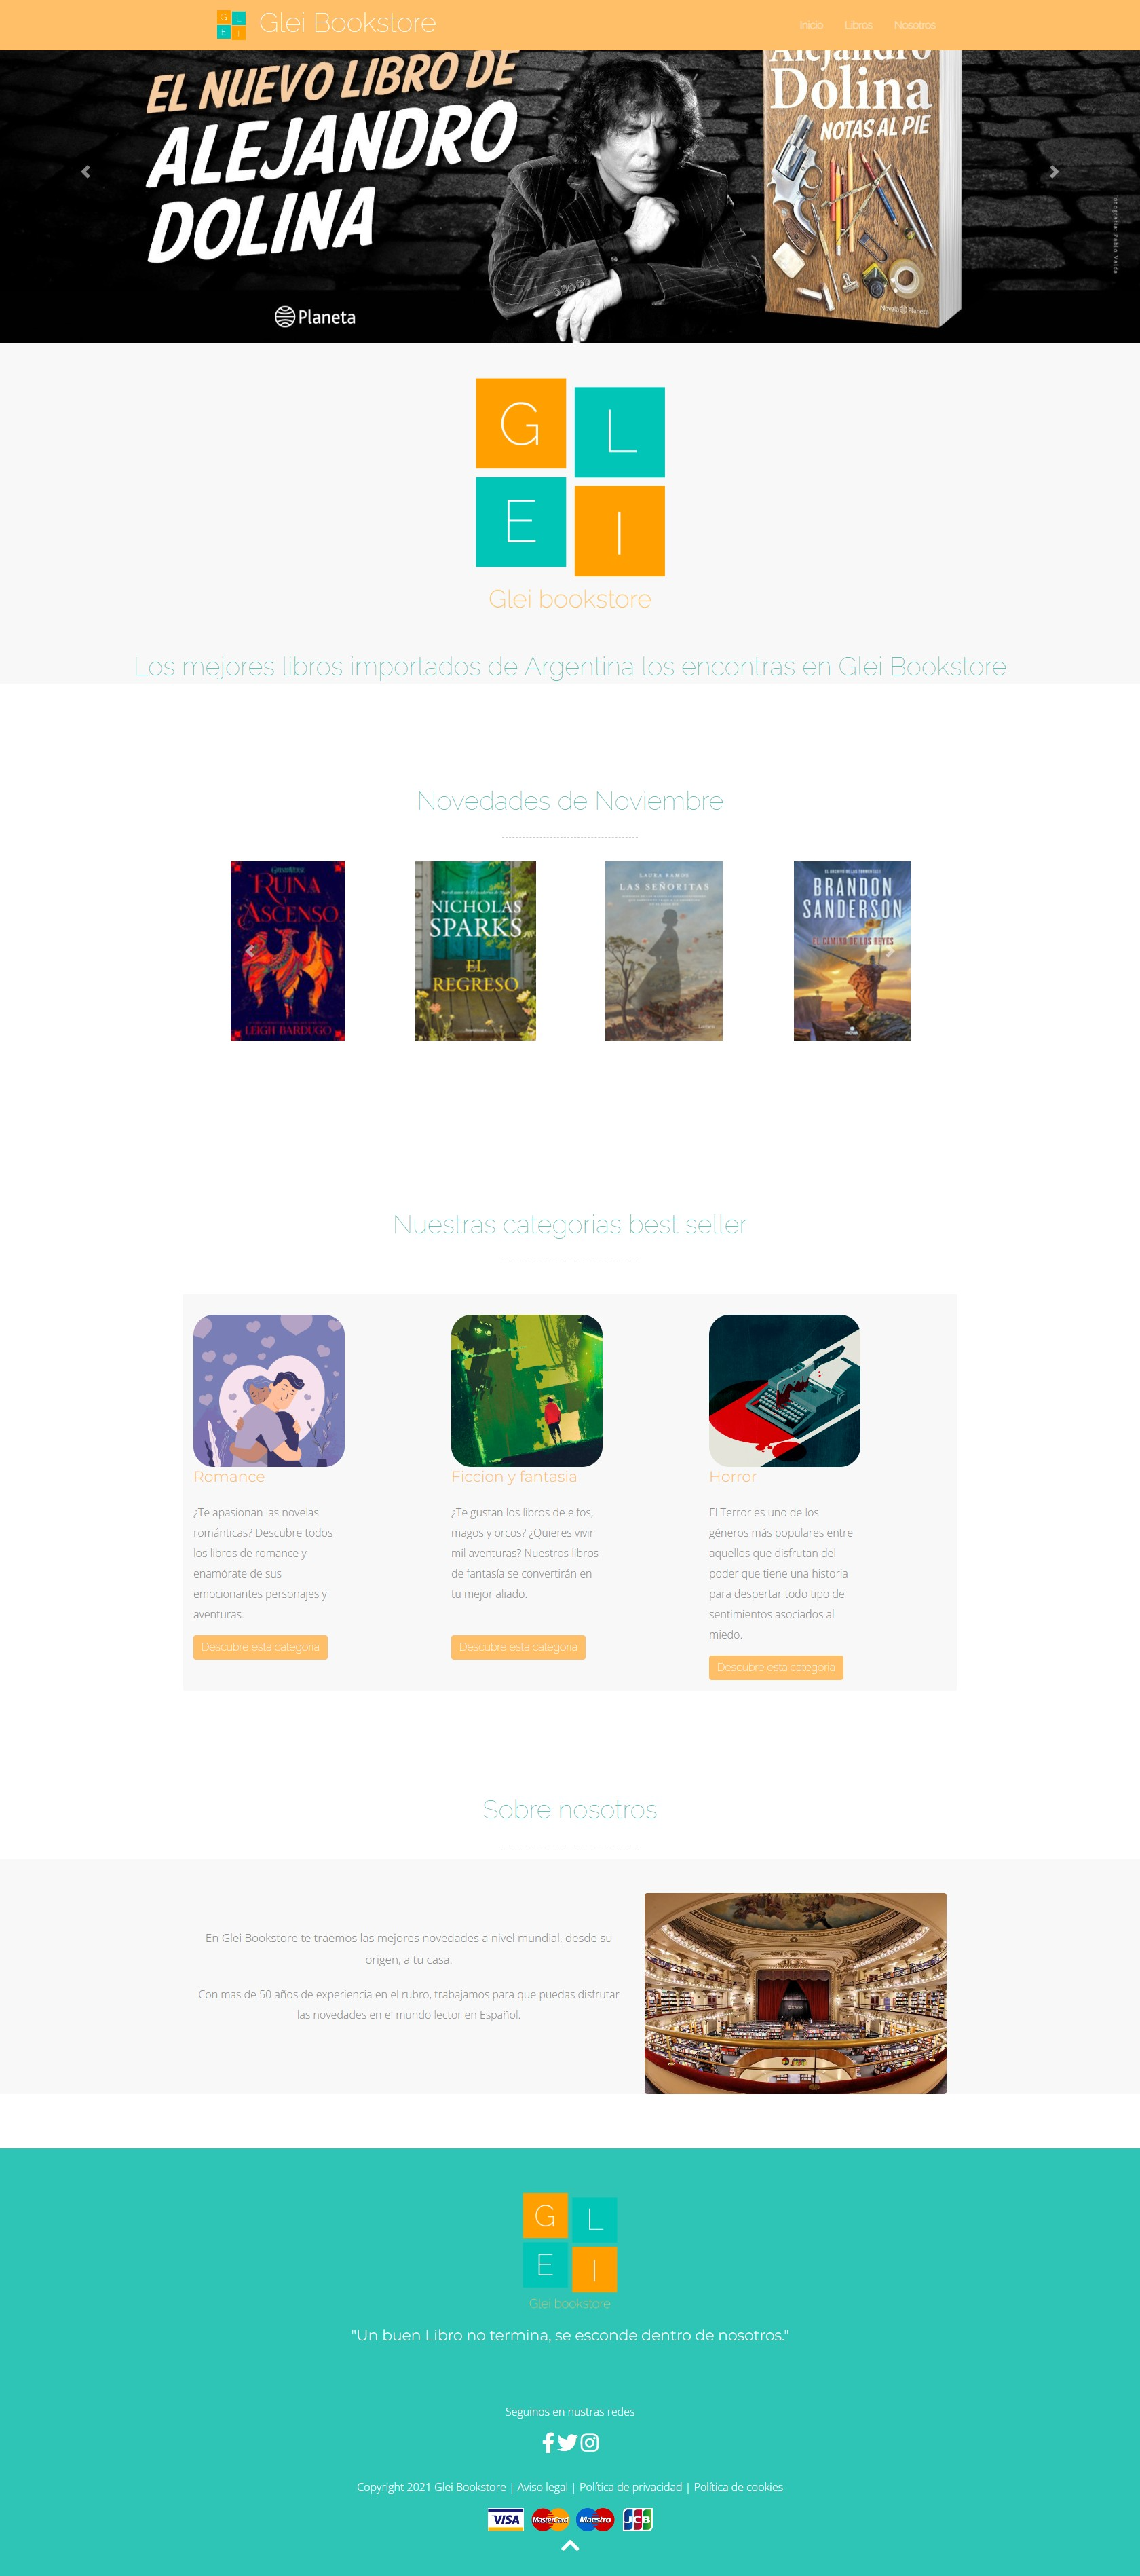 G L
E I
Glei Bookstore
Inicio Libros Nosotros
EL NUEVO LIBRO DE
ALEJANDRO
DOLINA
Planeta
Alejandro
Dolina
NOTAS AL PIE
Novela Planeta
G L
E I
Glei bookstore
Los mejores libros importados de Argentina los encontras en Glei Bookstore
Novedades de Noviembre
RUINA
ASCENSO
LEIGH BARDUGO
NICHOLAS
SPARKS
EL
REGRESO
LAURA RAMOS
LAS SEÑORITAS
EL ARCHIVO DE LAS TORMENTAS I
BRANDON
SANDERSON
EL CAMINO DE LOS REYES
Nuestras categorias best seller
Romance
¿Te apasionan las novelas
románticas? Descubre todos
los libros de romance y
enamórate de sus
emocionantes personajes y
aventuras.
Descubre esta categoria
Ficcion y fantasia
¿Te gustan los libros de elfos,
magos y orcos? ¿Quieres vivir
mil aventuras? Nuestros libros
de fantasía se convertirán en
tu mejor aliado.
Descubre esta categoria
Horror
El Terror es uno de los
géneros más populares entre
aquellos que disfrutan del
poder que tiene una historia
para despertar todo tipo de
sentimientos asociados al
miedo.
Descubre esta categoria
Sobre nosotros
En Glei Bookstore te traemos las mejores novedades a nivel mundial, desde su
origen, a tu casa.
Con mas de 50 años de experiencia en el rubro, trabajamos para que puedas disfrutar
las novedades en el mundo lector en Español.
G L
E I
Glei bookstore
"Un buen Libro no termina, se esconde dentro de nosotros."
Seguinos en nustras redes
Copyright 2021 Glei Bookstore | Aviso legal | Política de privacidad | Política de cookies
VISA MasterCard Maestro JCB